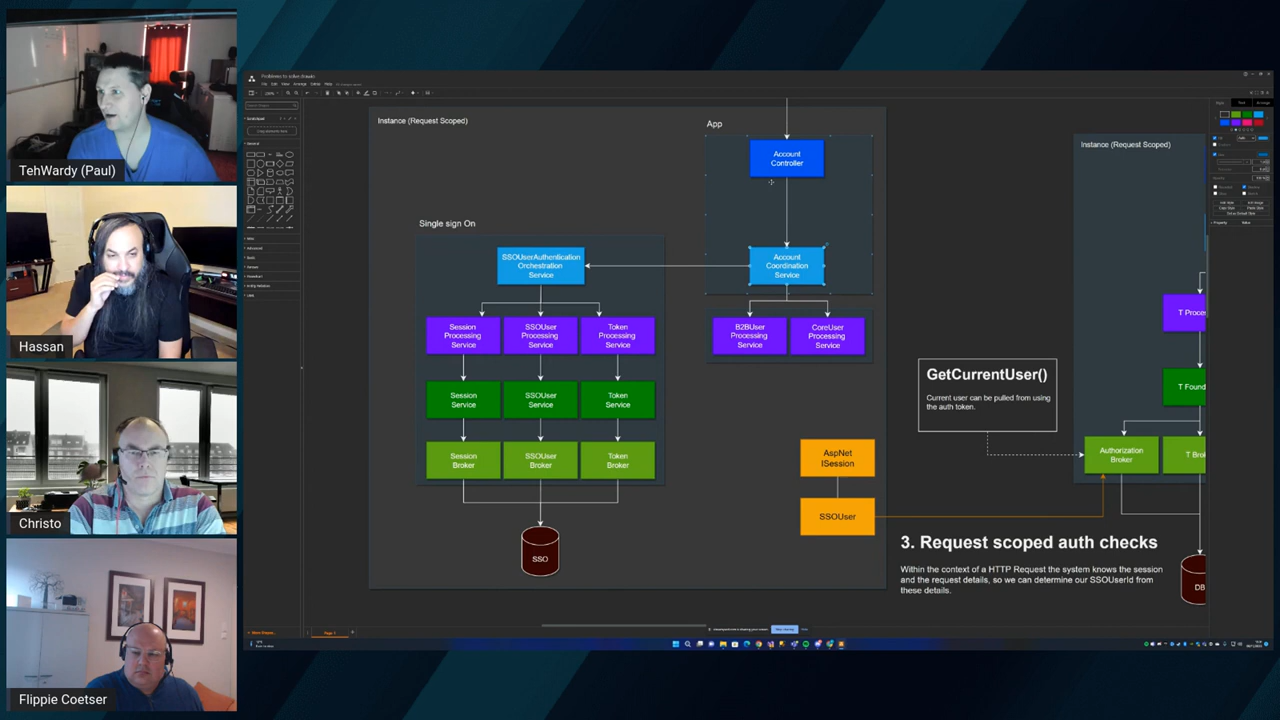 TehWardy (Paul)
Hassan
Christo
Flippie Coetser
Instance (Request Scoped)
App
Account
Controller
Single sign On
SSOUserAuthentication
Orchestration
Service
Account
Coordination
Service
Session
Processing
Service
SSOUser
Processing
Service
Token
Processing
Service
B2BUser
Processing
Service
CoreUser
Processing
Service
Session
Service
SSOUser
Service
Token
Service
Session
Broker
SSOUser
Broker
Token
Broker
SSO
AspNet
ISession
SSOUser
GetCurrentUser()
Current user can be pulled from using
the auth token.
Instance (Request Scoped)
T Proces
T Found
Authorization
Broker
T Bro
DB
3. Request scoped auth checks
Within the context of a HTTP Request the system knows the session
and the request details, so we can determine our SSOUserId from
these details.
Page-1